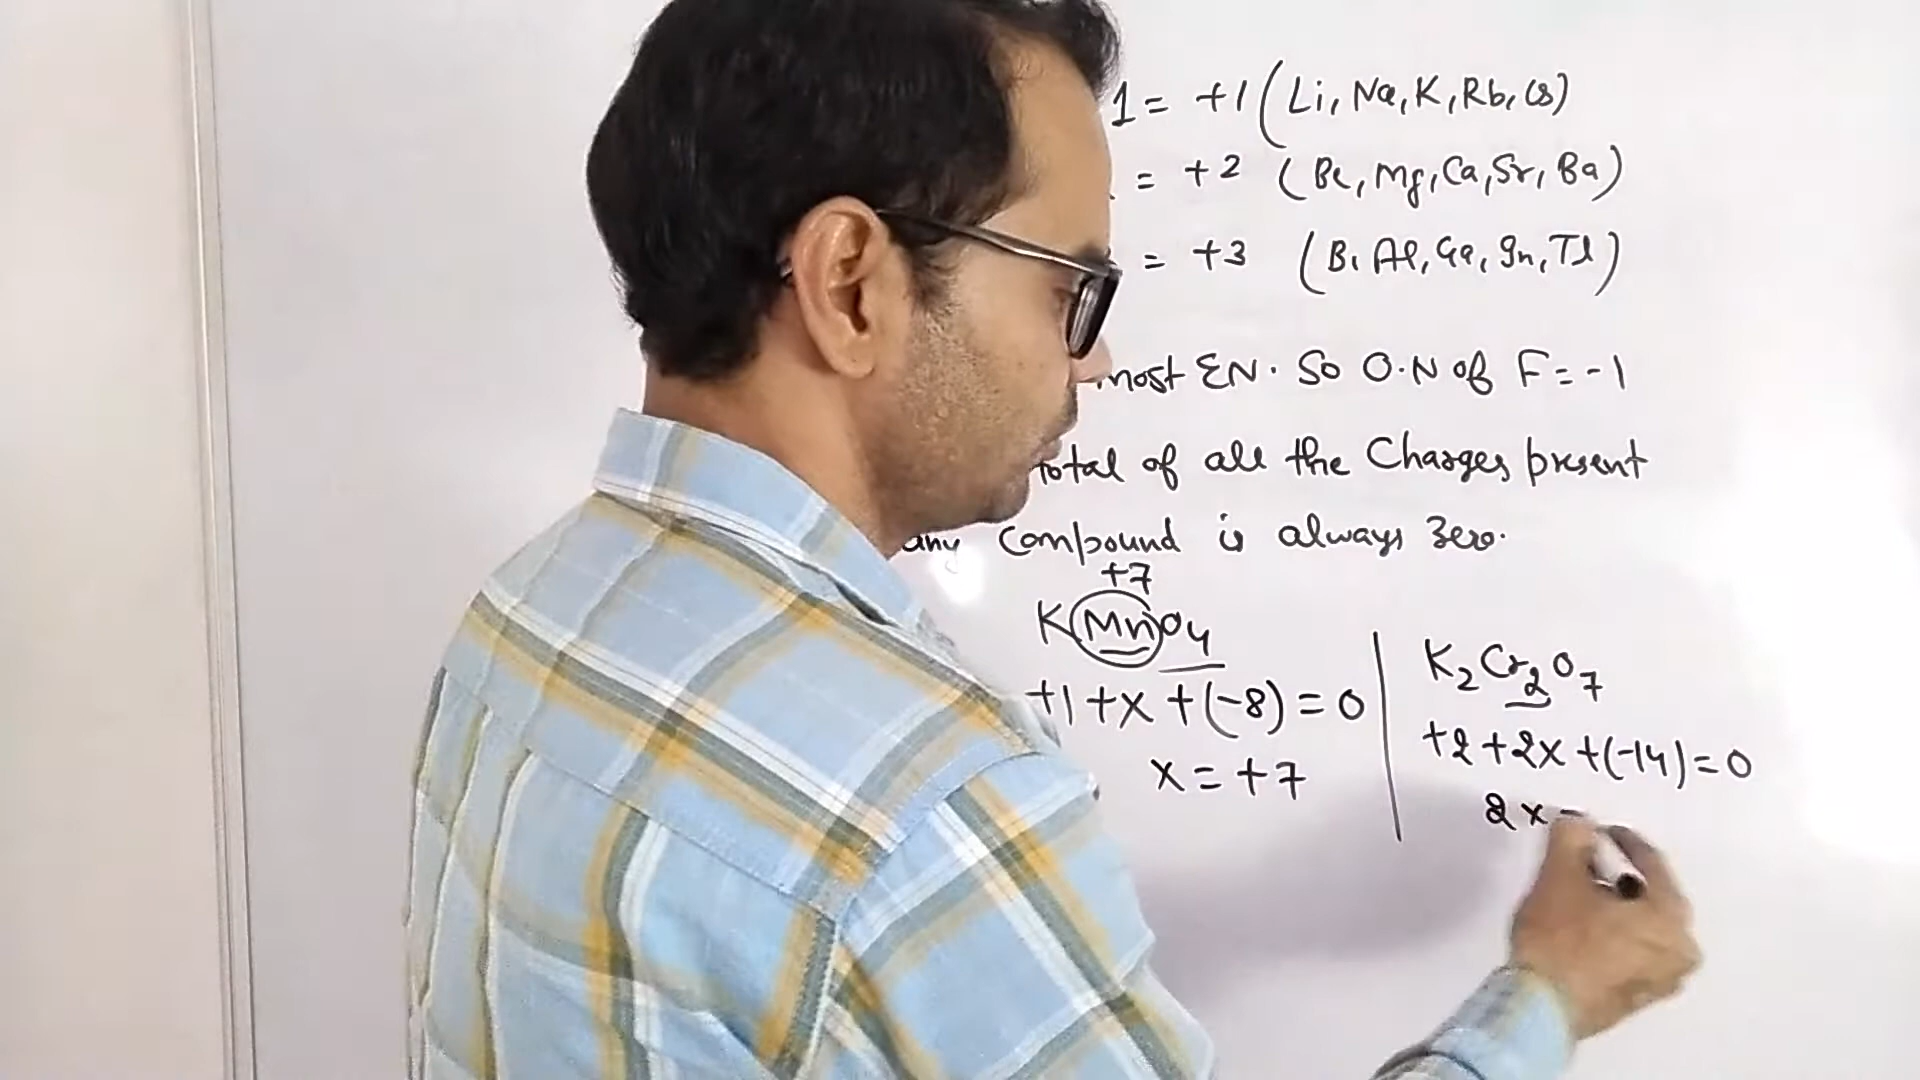 1 = +1 (Li, Na, K, Rb, Cs)
= +2 (Be, Mg, Ca, Sr, Ba)
= +3 (B, Al, Ga, In, Tl)
most EN. So O.N of F = -1
total of all the Charges present
any Compound is always Zero.
+7
KMnO4
+1 +x +(-8) = 0
x = +7
K2Cr2O7
+2 +2x +(-14) = 0
2x =